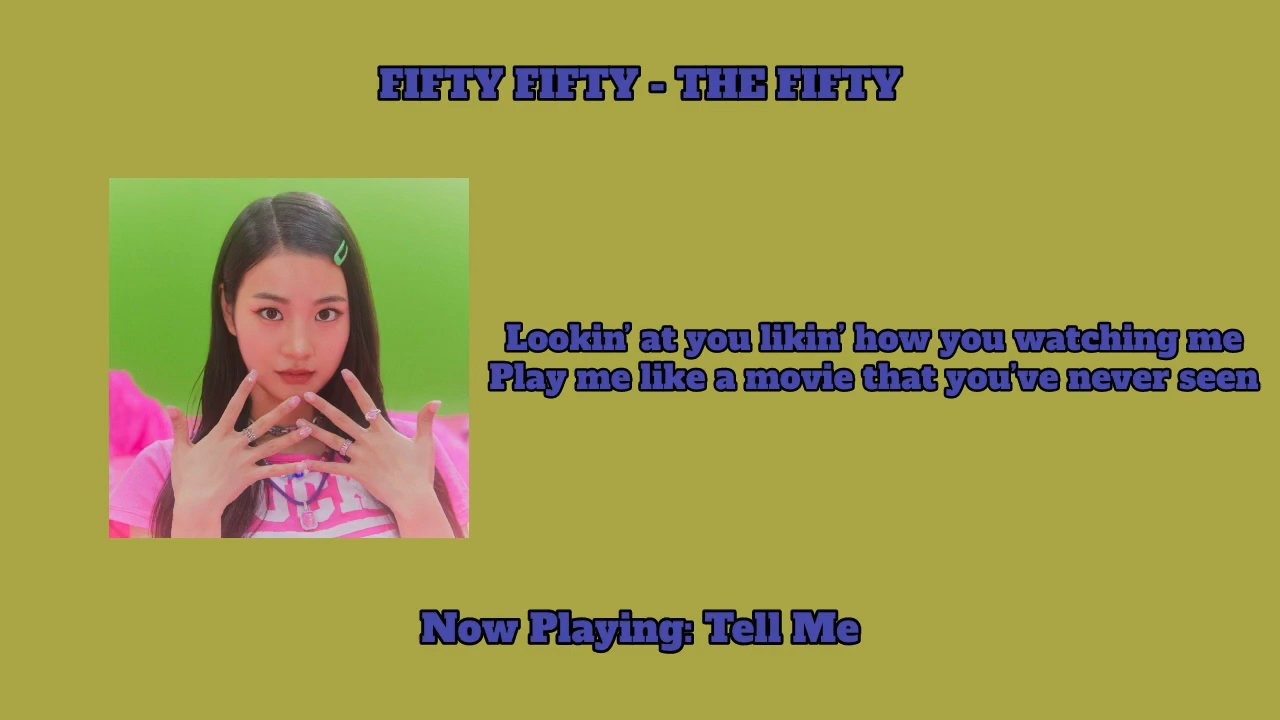 FIFTY FIFTY - THE FIFTY
Lookin' at you likin' how you watching me
Play me like a movie that you've never seen
Now Playing: Tell Me